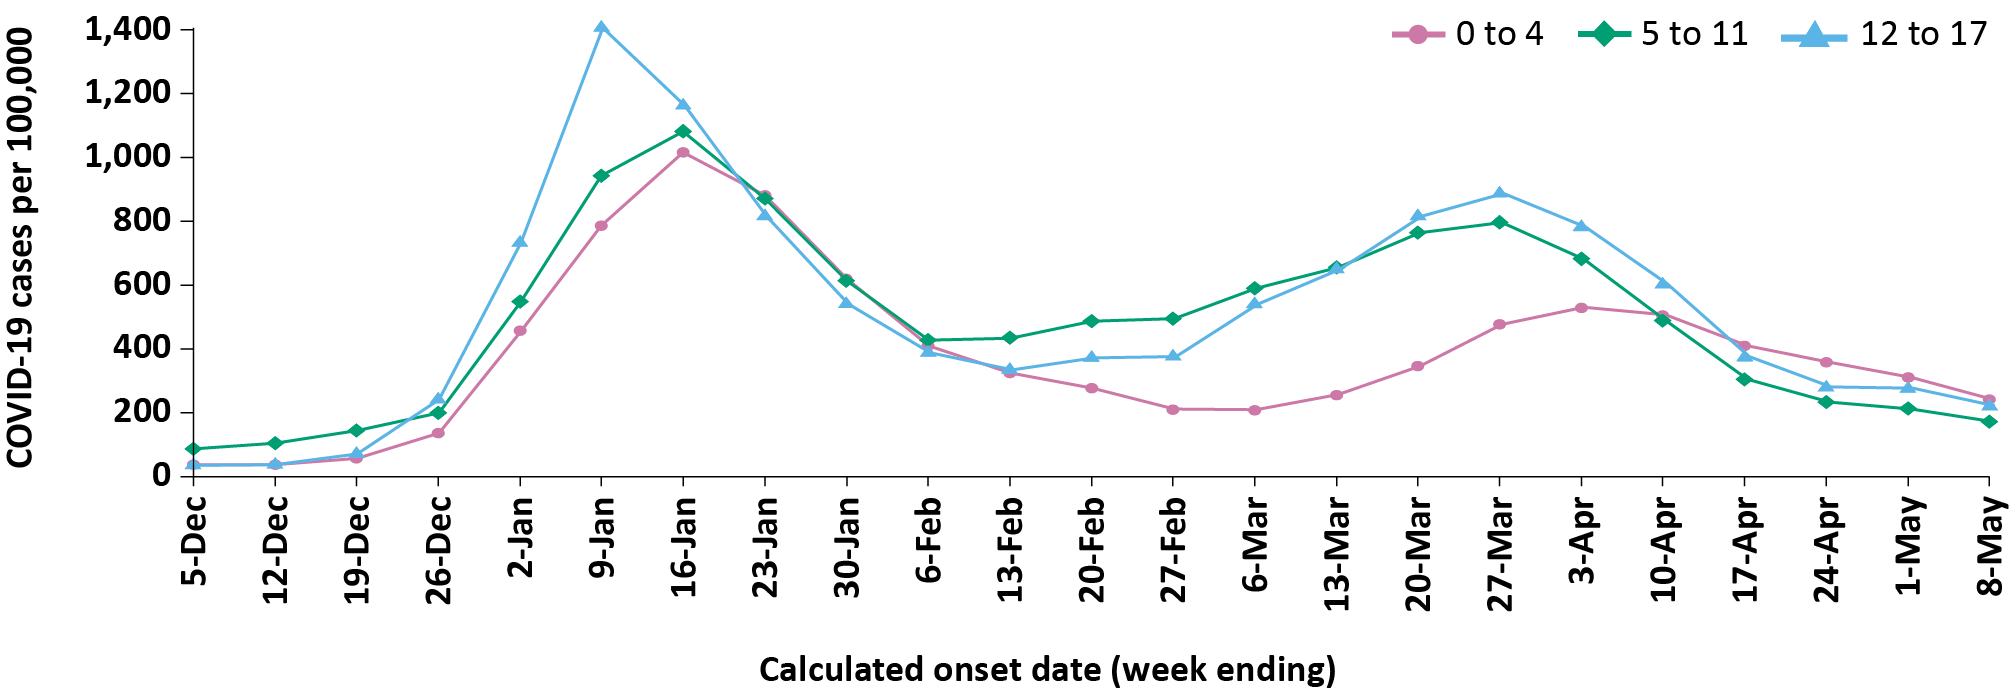 COVID-19 cases per 100,000
1,400
1,200
1,000
800
600
400
200
0
0 to 4
5 to 11
12 to 17
5-Dec
12-Dec
19-Dec
26-Dec
2-Jan
9-Jan
16-Jan
23-Jan
30-Jan
6-Feb
13-Feb
20-Feb
27-Feb
6-Mar
13-Mar
20-Mar
27-Mar
3-Apr
10-Apr
17-Apr
24-Apr
1-May
8-May
Calculated onset date (week ending)